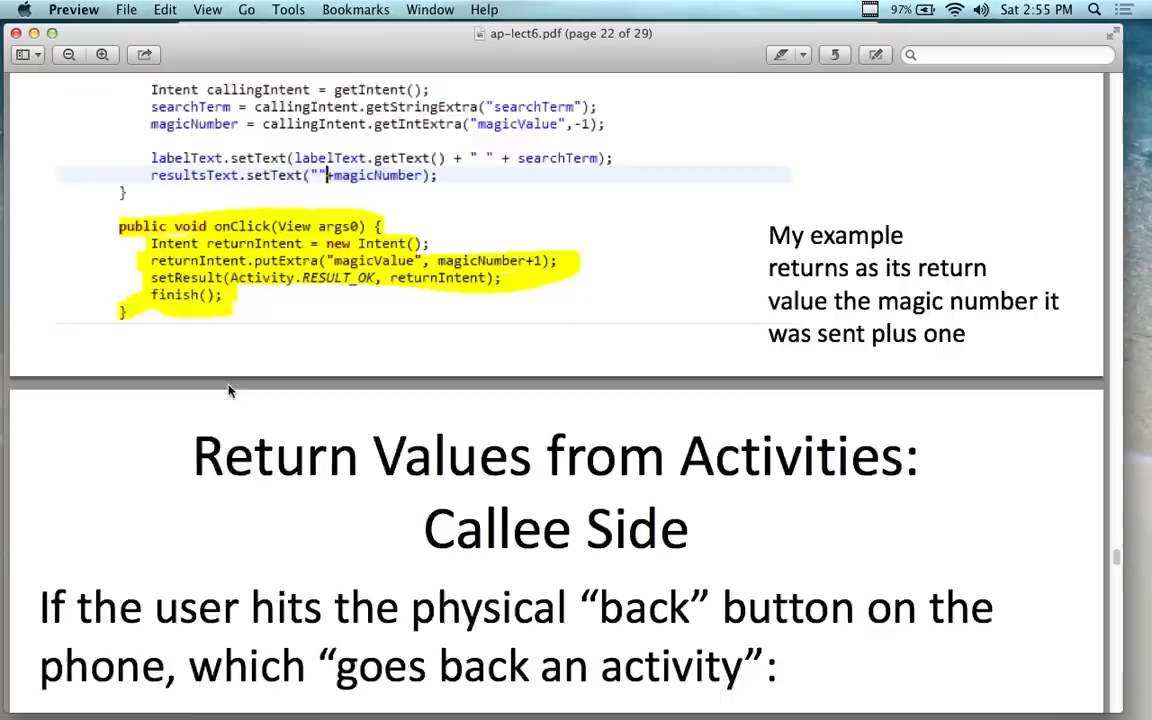 Preview File Edit View Go Tools Bookmarks Window Help 97% Sat 2:55 PM
ap-lect6.pdf (page 22 of 29)
Intent callingIntent = getIntent();
searchTerm = callingIntent.getStringExtra("searchTerm");
magicNumber = callingIntent.getIntExtra("magicValue",-1);
labelText.setText(labelText.getText() + " " + searchTerm);
resultsText.setText(""+magicNumber);
}
public void onClick(View args0) {
Intent returnIntent = new Intent();
returnIntent.putExtra("magicValue", magicNumber+1);
setResult(Activity.RESULT_OK, returnIntent);
finish();
}
My example
returns as its return
value the magic number it
was sent plus one
Return Values from Activities:
Callee Side
If the user hits the physical “back” button on the
phone, which “goes back an activity”: